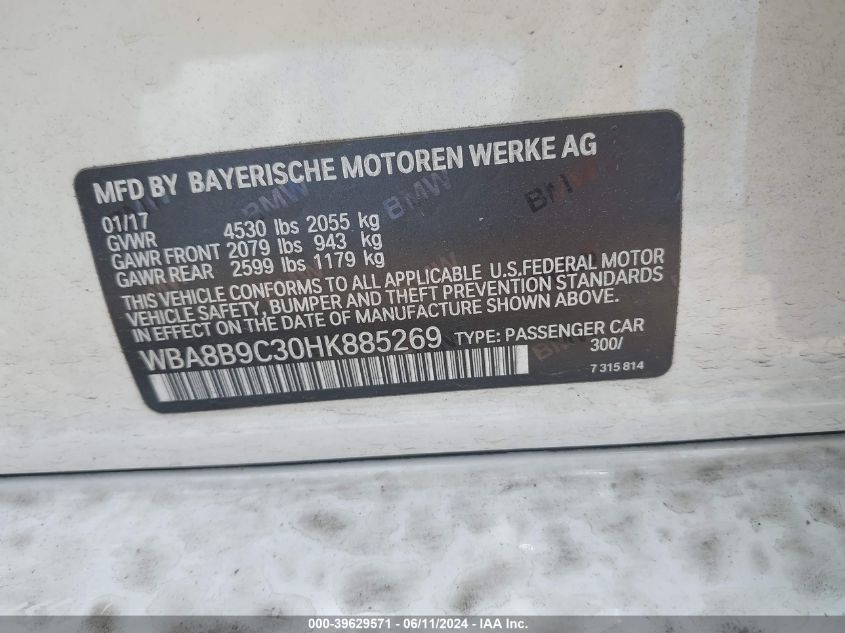 MFD BY BAYERISCHE MOTOREN WERKE AG
01/17
GVWR 4530 lbs 2055 kg
GAWR FRONT 2079 lbs 943 kg
GAWR REAR 2599 lbs 1179 kg
THIS VEHICLE CONFORMS TO ALL APPLICABLE U.S.FEDERAL MOTOR
VEHICLE SAFETY, BUMPER AND THEFT PREVENTION STANDARDS
IN EFFECT ON THE DATE OF MANUFACTURE SHOWN ABOVE.
WBA8B9C30HK885269 TYPE: PASSENGER CAR
300/
7 315 814
BMW BMW BMW
000-39629571 - 06/11/2024 - © IAA, Inc.